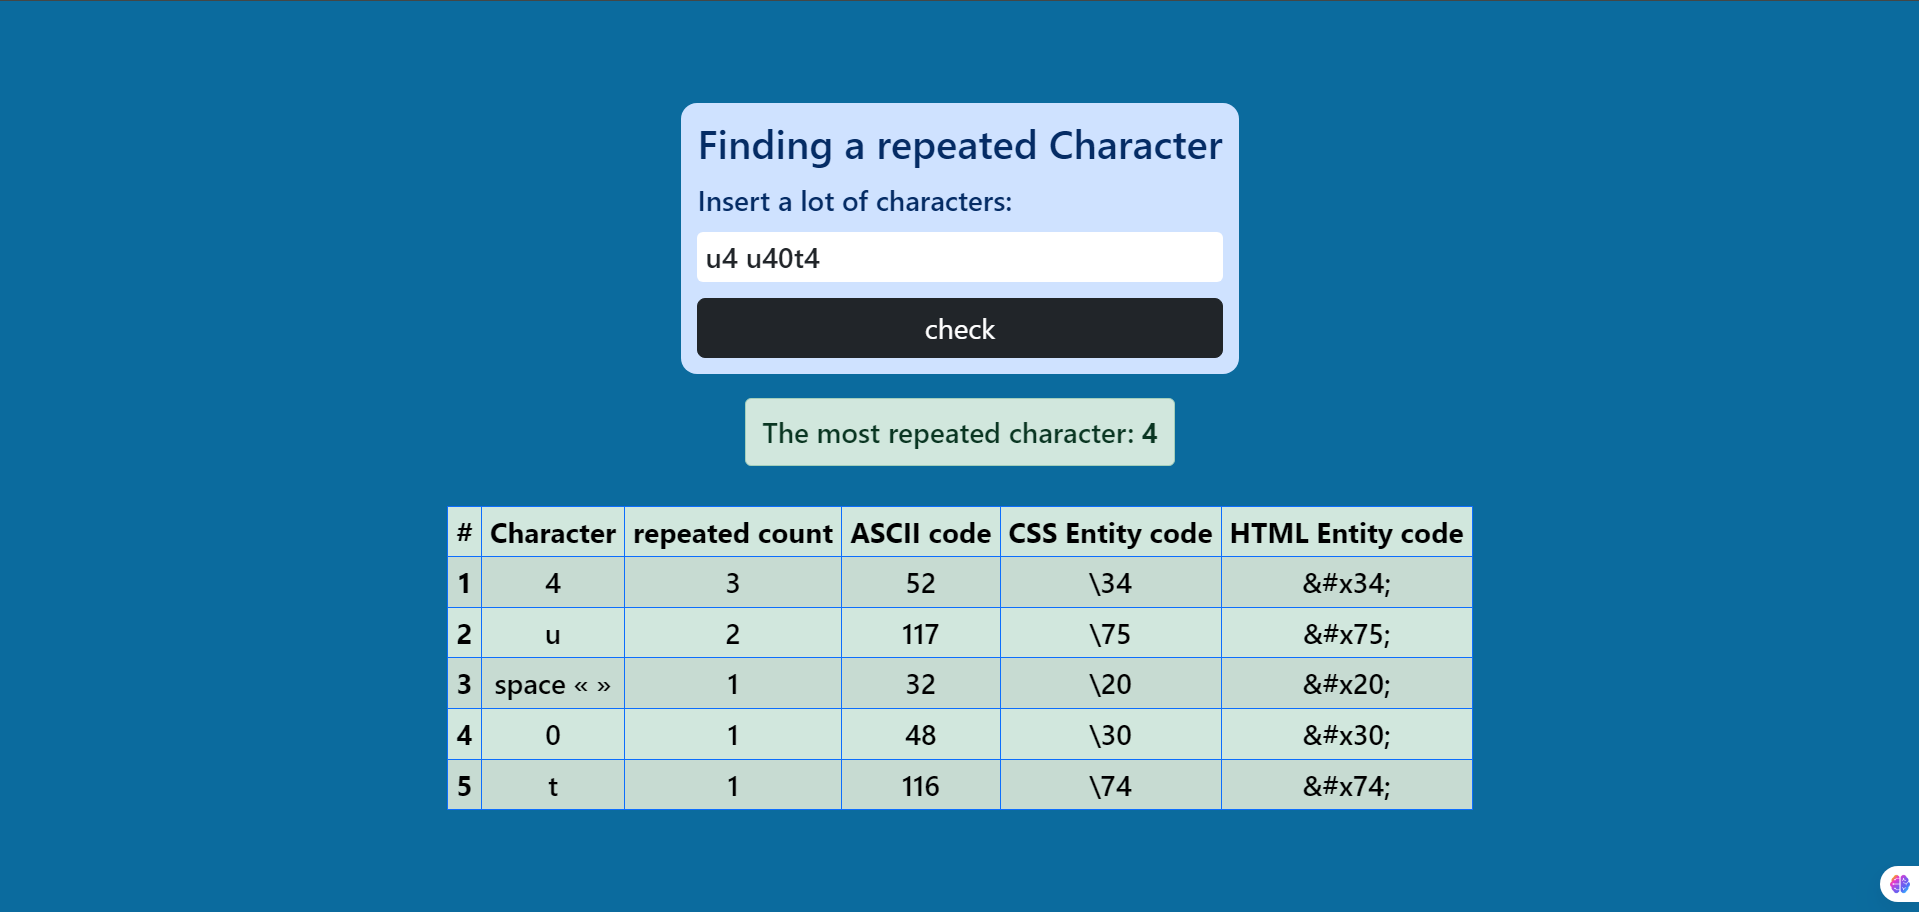 Finding a repeated Character
Insert a lot of characters:
u4 u40t4
check
The most repeated character: 4
# Character repeated count ASCII code CSS Entity code HTML Entity code
1 4 3 52 \34 &#x34;
2 u 2 117 \75 &#x75;
3 space « » 1 32 \20 &#x20;
4 0 1 48 \30 &#x30;
5 t 1 116 \74 &#x74;